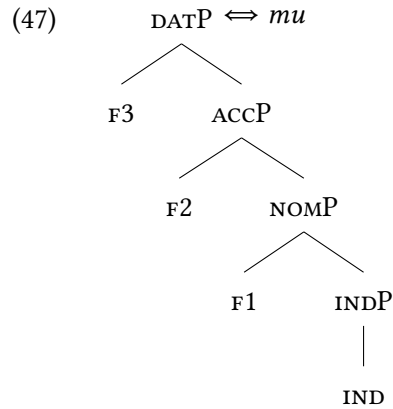 (47) DATP ⇔ mu
F3 ACCP
F2 NOMP
F1 INDP
IND